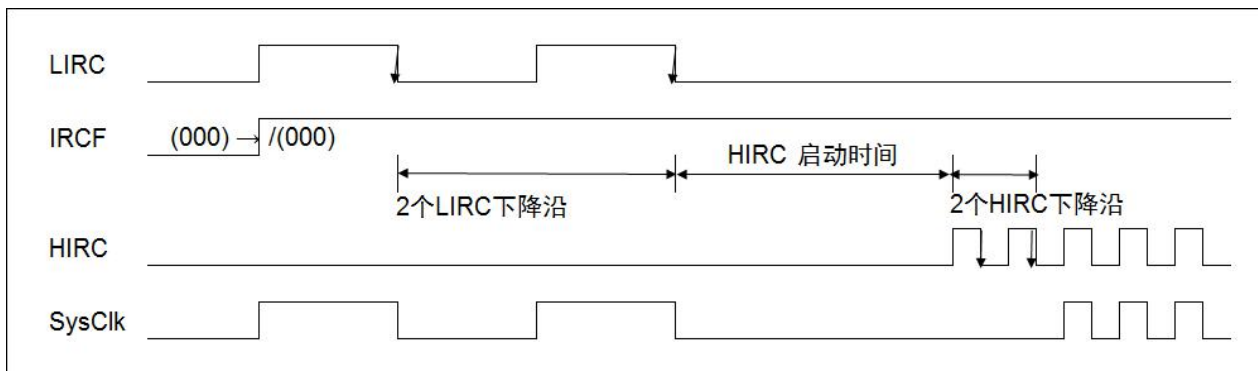 LIRC
IRCF
(000) → /(000)
HIRC 启动时间
2个LIRC下降沿
2个HIRC下降沿
HIRC
SysClk